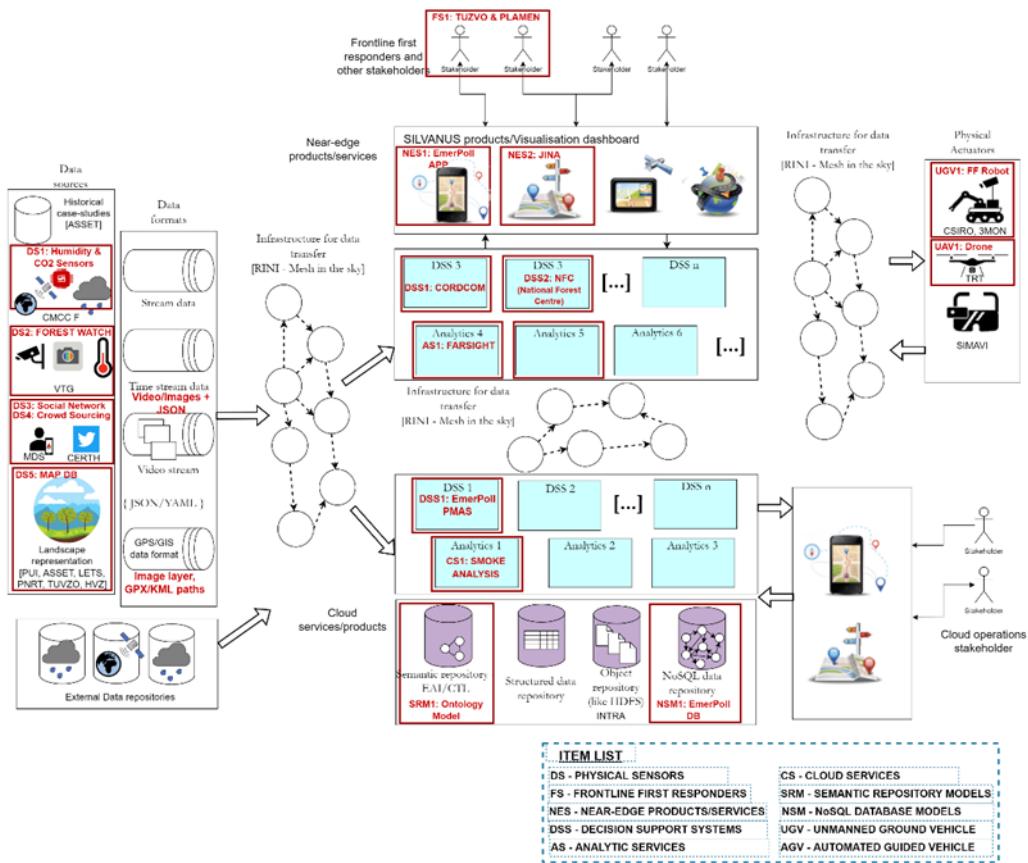 FS1: TUZVO & PLAMEN
Frontline first
responders and
other stakeholders
Stakeholder
Stakeholder
Stakeholder
Stakeholder
Near-edge
products/services
SILVANUS products/Visualisation dashboard
NES1: EmerPoll
APP
NES2: JINA
Infrastructure for data
transfer
[RINI - Mesh in the sky]
Physical
Actuators
UGV1: FF Robot
CSIRO, 3MON
UAV1: Drone
TRT
SIMAVI
Data
sources
Historical
case-studies
[ASSET]
DS1: Humidity &
CO2 Sensors
CMCC F
DS2: FOREST WATCH
VTG
DS3: Social Network
DS4: Crowd Sourcing
MDS
CERTH
DS5: MAP DB
Landscape
representation
[PUI, ASSET, LETS,
PNRT, TUVZO, HVZ]
Data
formats
Stream data
Time stream data
Video/Images +
JSON
Video stream
{ JSON/YAML }
GPS/GIS
data format
Image layer,
GPX/KML paths
Infrastructure for data
transfer
[RINI - Mesh in the sky]
DSS 3
DSS1: CORDCOM
DSS 3
DSS2: NFC
(National Forest
Centre)
[...]
DSS n
Analytics 4
AS1: FARSIGHT
Analytics 5
Analytics 6
[...]
Infrastructure for data
transfer
[RINI - Mesh in the sky]
DSS 1
DSS1: EmerPoll
PMAS
DSS 2
[...]
DSS n
Analytics 1
CS1: SMOKE
ANALYSIS
Analytics 2
Analytics 3
Cloud
services/products
Semantic repository
EAI/CTL
SRM1: Ontology
Model
Structured data
repository
Object
repository
(like HDFS)
INTRA
NoSQL data
repository
NSM1: EmerPoll
DB
External Data repositories
Stakeholder
Stakeholder
Cloud operations
stakeholder
ITEM LIST
DS - PHYSICAL SENSORS
FS - FRONTLINE FIRST RESPONDERS
NES - NEAR-EDGE PRODUCTS/SERVICES
DSS - DECISION SUPPORT SYSTEMS
AS - ANALYTIC SERVICES
CS - CLOUD SERVICES
SRM - SEMANTIC REPOSITORY MODELS
NSM - NoSQL DATABASE MODELS
UGV - UNMANNED GROUND VEHICLE
AGV - AUTOMATED GUIDED VEHICLE